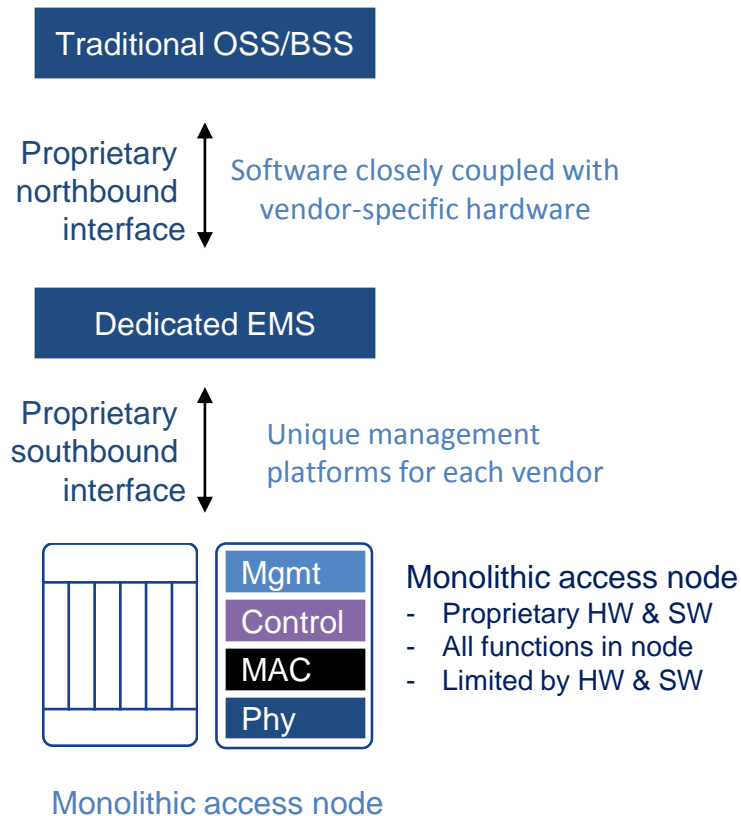 Traditional OSS/BSS
Proprietary
northbound
interface
Software closely coupled with
vendor-specific hardware
Dedicated EMS
Proprietary
southbound
interface
Unique management
platforms for each vendor
Mgmt
Control
MAC
Phy
Monolithic access node
- Proprietary HW & SW
- All functions in node
- Limited by HW & SW
Monolithic access node